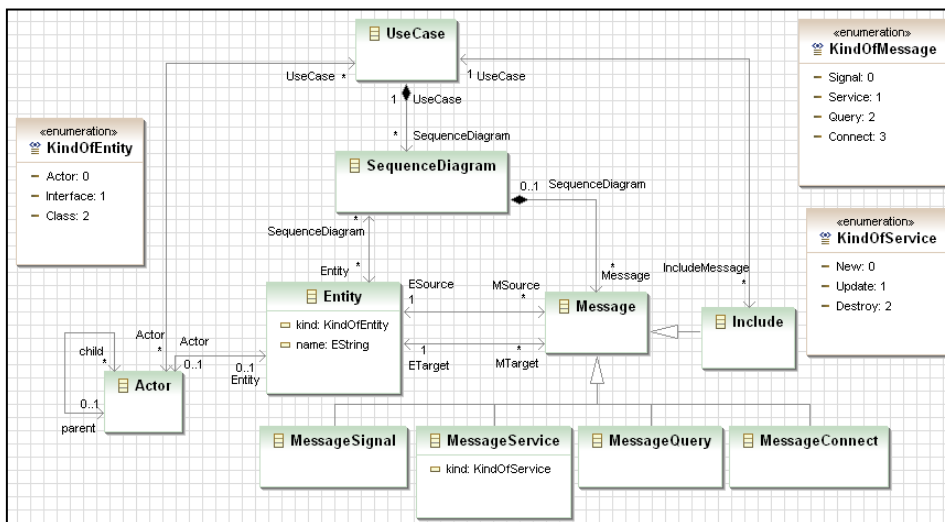 UseCase
UseCase
*
1
UseCase
1
UseCase
*
SequenceDiagram
«enumeration»
KindOfMessage
Signal: 0
Service: 1
Query: 2
Connect: 3
«enumeration»
KindOfEntity
Actor: 0
Interface: 1
Class: 2
SequenceDiagram
0..1
SequenceDiagram
*
SequenceDiagram
*
Entity
*
Message
IncludeMessage
*
«enumeration»
KindOfService
New: 0
Update: 1
Destroy: 2
Entity
kind: KindOfEntity
name: EString
ESource
1
MSource
*
1
ETarget
*
MTarget
Message
Include
child
*
0..1
parent
Actor
*
Actor
0..1
0..1
Entity
Actor
MessageSignal
MessageService
kind: KindOfService
MessageQuery
MessageConnect